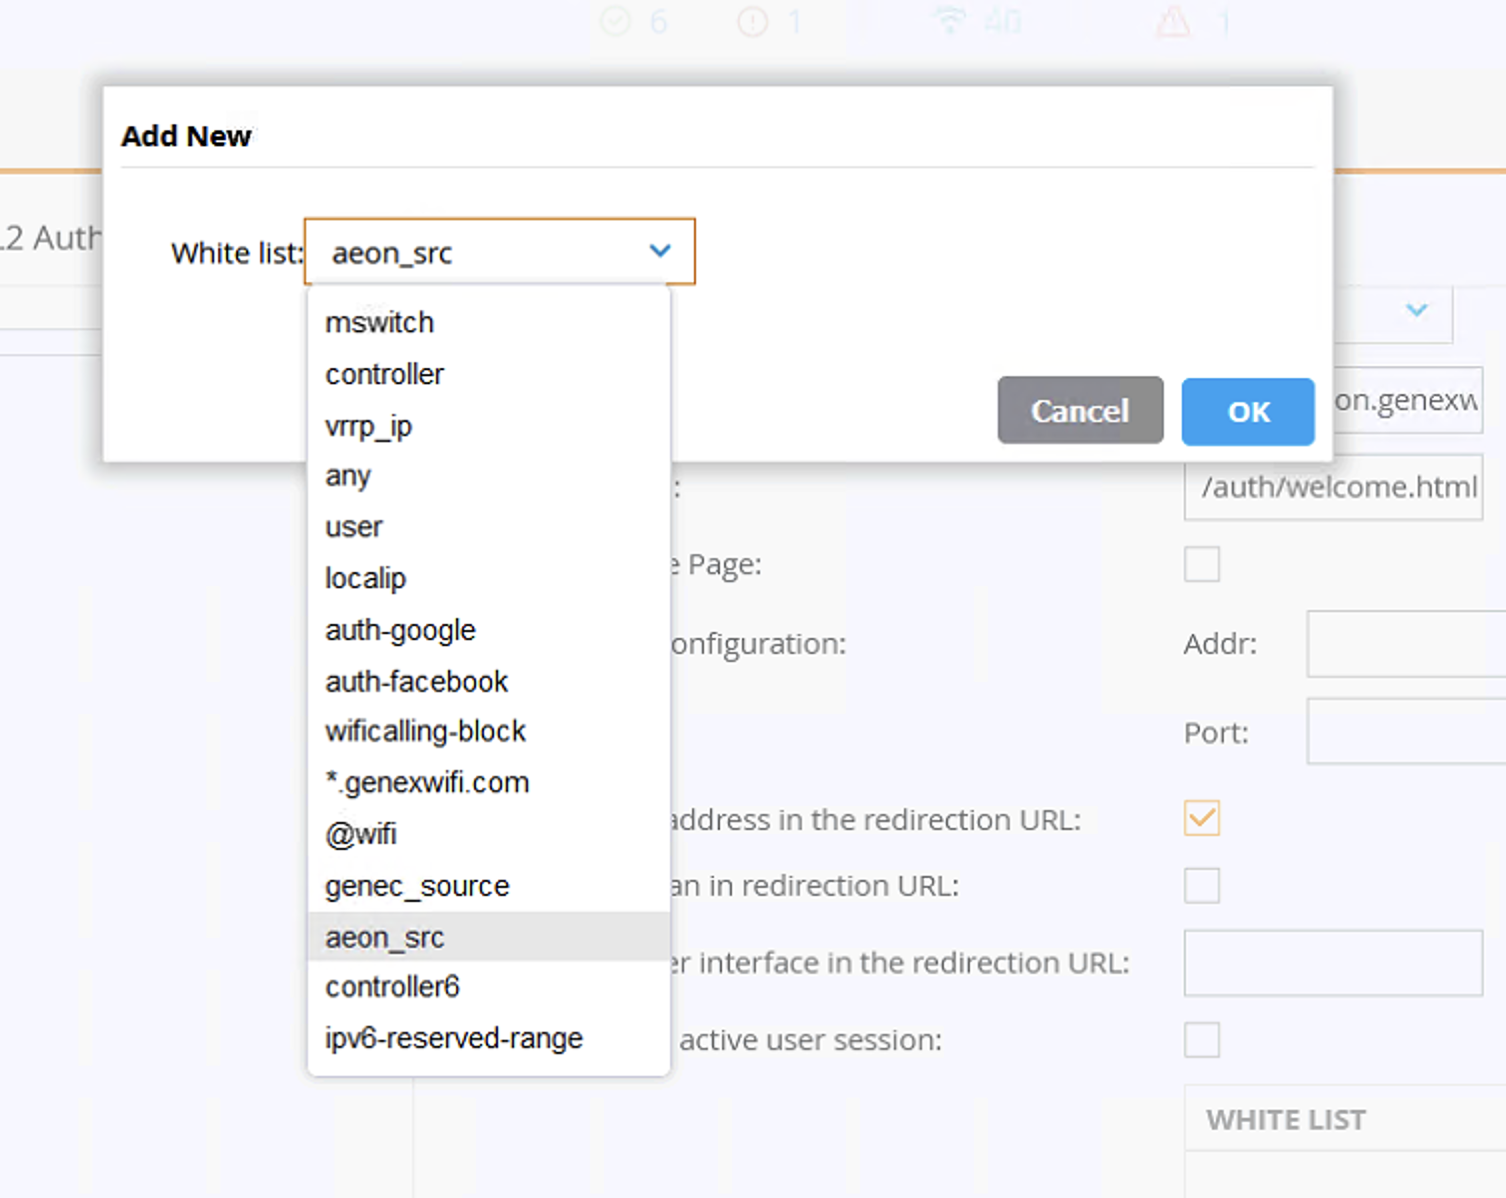 6 1 40 1
Add New
L2 Auth
White list: aeon_src
mswitch
controller
vrrp_ip
Cancel OK
on.genexw
any
: /auth/welcome.html
user
e Page:
localip
auth-google
onfiguration: Addr:
auth-facebook
wificalling-block
Port:
*.genexwifi.com
@wifi
address in the redirection URL:
genec_source
an in redirection URL:
aeon_src
er interface in the redirection URL:
controller6
ipv6-reserved-range
active user session:
WHITE LIST